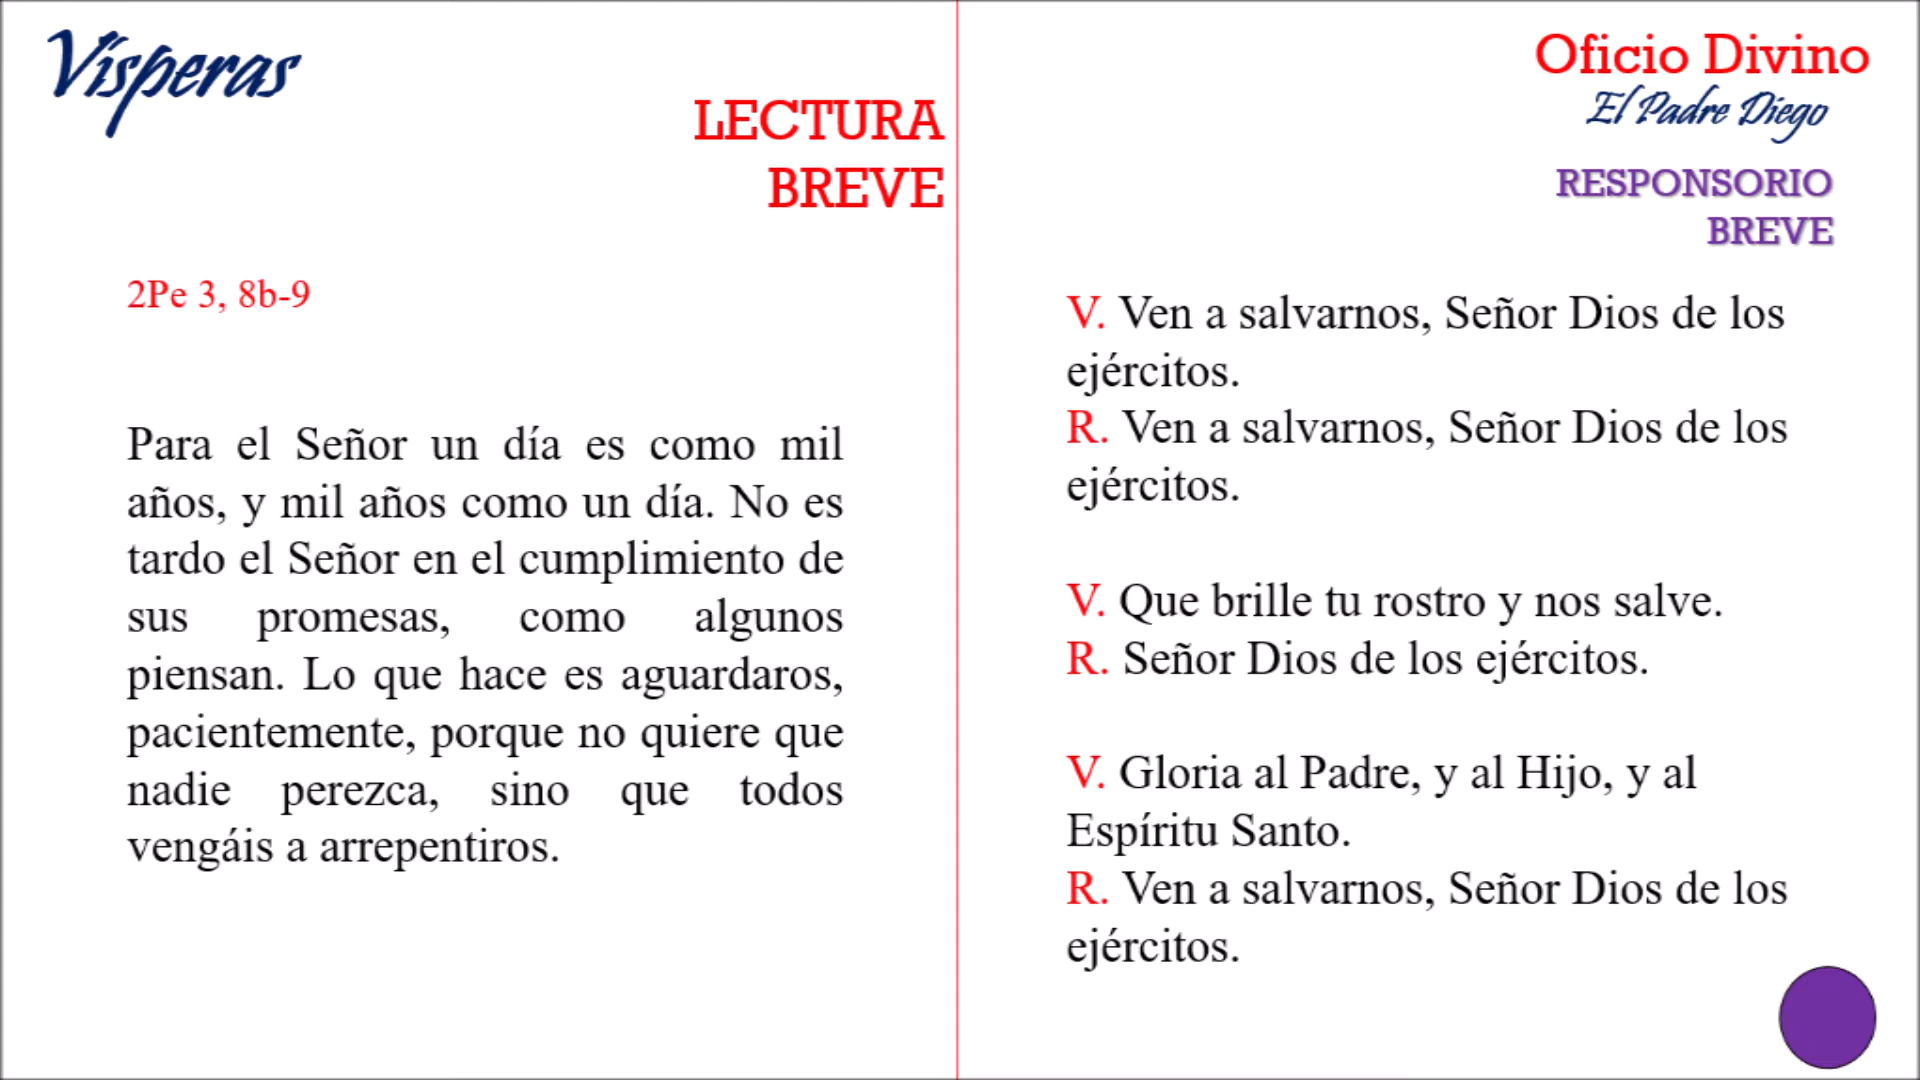 Vísperas
LECTURA
BREVE
2Pe 3, 8b-9
Para el Señor un día es como mil
años, y mil años como un día. No es
tardo el Señor en el cumplimiento de
sus promesas, como algunos
piensan. Lo que hace es aguardaros,
pacientemente, porque no quiere que
nadie perezca, sino que todos
vengáis a arrepentiros.
Oficio Divino
El Padre Diego
RESPONSORIO
BREVE
V. Ven a salvarnos, Señor Dios de los
ejércitos.
R. Ven a salvarnos, Señor Dios de los
ejércitos.
V. Que brille tu rostro y nos salve.
R. Señor Dios de los ejércitos.
V. Gloria al Padre, y al Hijo, y al
Espíritu Santo.
R. Ven a salvarnos, Señor Dios de los
ejércitos.